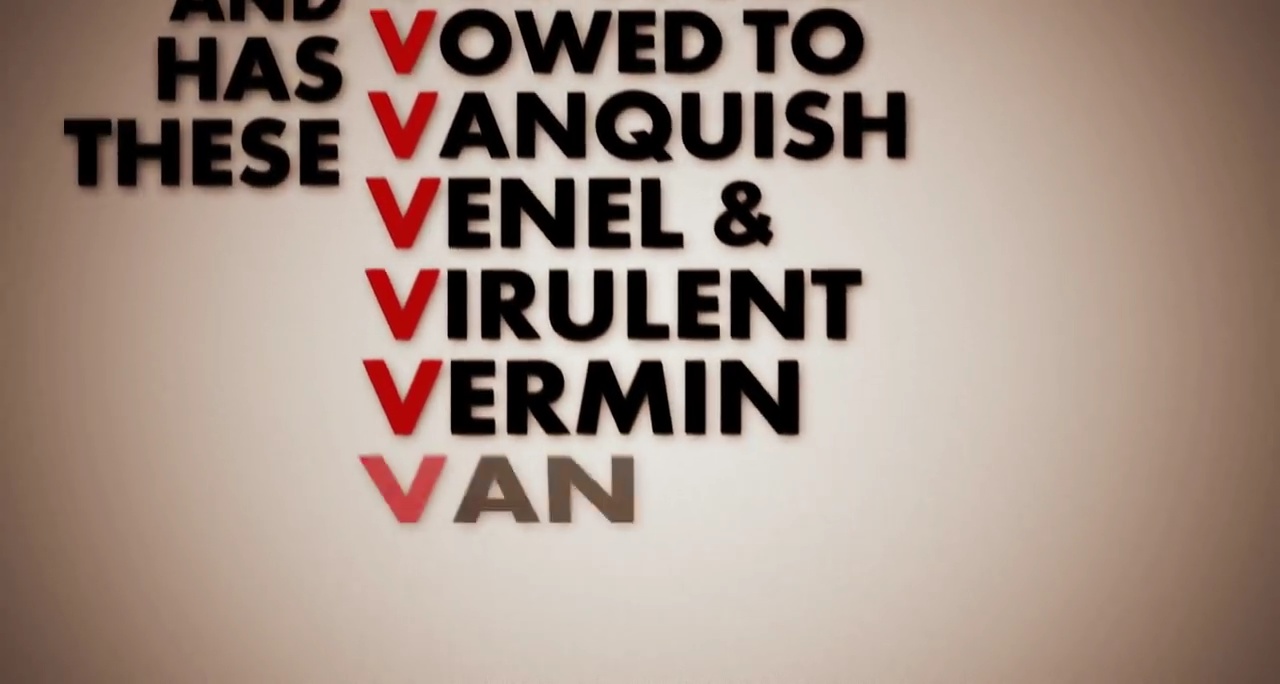 AND
HAS VOWED TO
THESE VANQUISH
VENEL &
VIRULENT
VERMIN
VAN